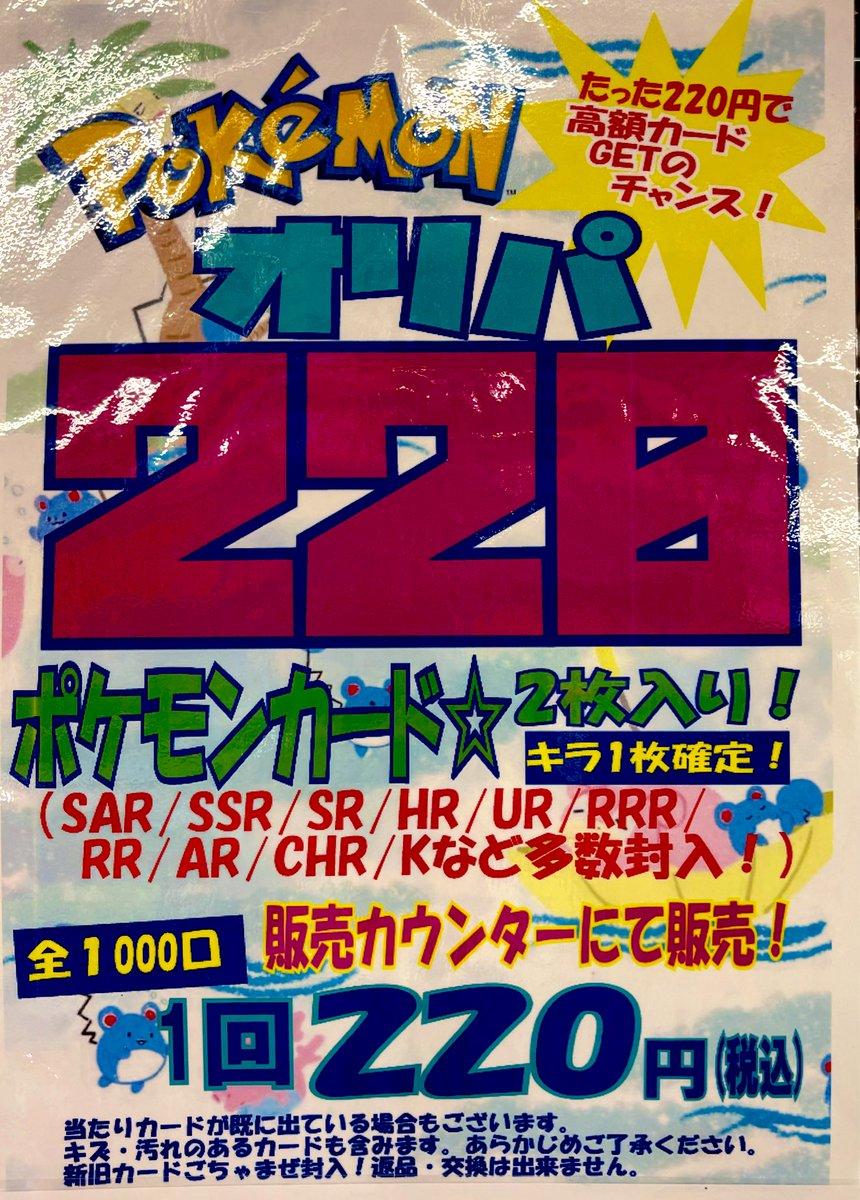 たった220円で
高額カード
GETの
チャンス！
POKéMON
™
オリパ
220
ポケモンカード☆
2枚入り！
キラ1枚確定！
（SAR/SSR/SR/HR/UR/RRR/
RR/AR/CHR/Kなど多数封入！）
全1000口
販売カウンターにて販売！
1回220円(税込)
当たりカードが既に出ている場合もございます。
キズ・汚れのあるカードも含みます。あらかじめご了承ください。
新旧カードごちゃまぜ封入！返品・交換は出来ません。